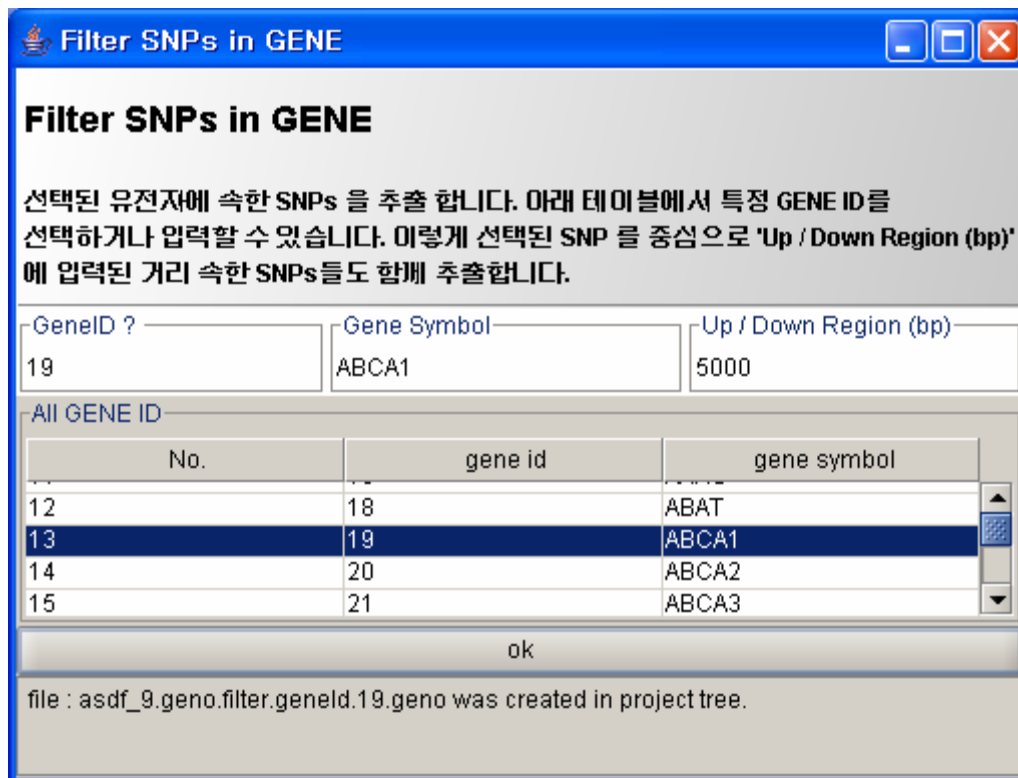 Filter SNPs in GENE
Filter SNPs in GENE
선택된 유전자에 속한 SNPs 을 추출 합니다. 아래 테이블에서 특정 GENE ID를
선택하거나 입력할 수 있습니다. 이렇게 선택된 SNP 를 중심으로 'Up / Down Region (bp)'
에 입력된 거리 속한 SNPs들도 함께 추출합니다.
GeneID ? Gene Symbol Up / Down Region (bp)
19 ABCA1 5000
All GENE ID
No. gene id gene symbol
12 18 ABAT
13 19 ABCA1
14 20 ABCA2
15 21 ABCA3
ok
file : asdf_9.geno.filter.geneId.19.geno was created in project tree.